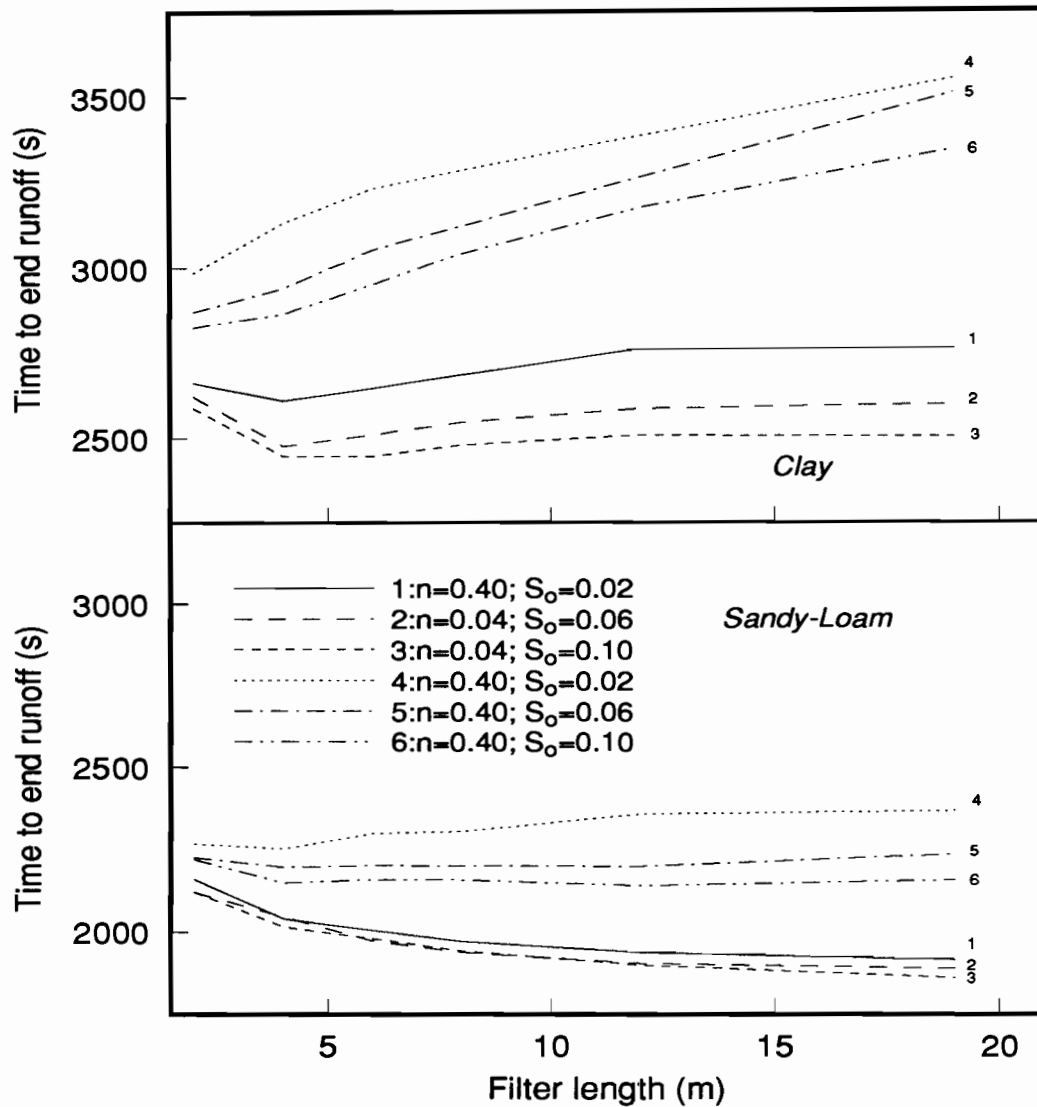 Time to end runoff (s)
3500
3000
2500
4
5
6
1
2
3
Clay
Time to end runoff (s)
3000
2500
2000
1:n=0.40; So=0.02
2:n=0.04; So=0.06
3:n=0.04; So=0.10
4:n=0.40; So=0.02
5:n=0.40; So=0.06
6:n=0.40; So=0.10
Sandy-Loam
4
5
6
1
2
3
5 10 15 20
Filter length (m)